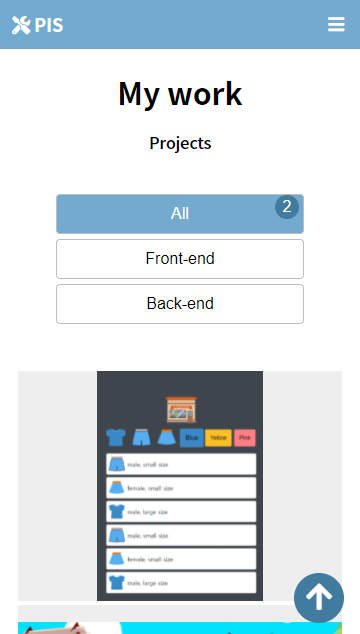 PIS
My work
Projects
All
2
Front-end
Back-end
Blue
Yellow
Pink
male, small size
female, small size
male, large size
male, small size
female, small size
male, large size